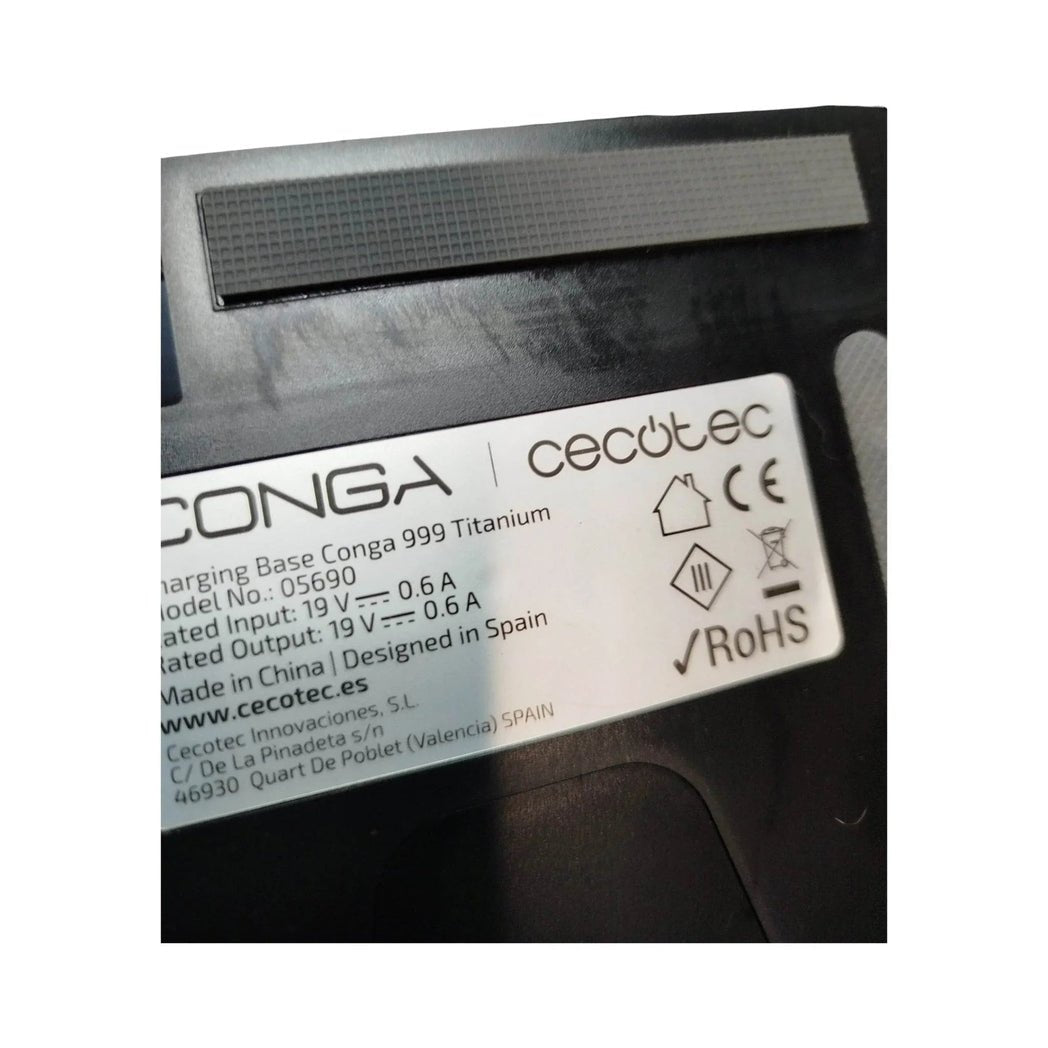 CONGA | cecotec
harging Base Conga 999 Titanium
odel No.: 05690
ated Input: 19 V ⎓ 0.6 A
Rated Output: 19 V ⎓ 0.6 A
Made in China | Designed in Spain
www.cecotec.es
Cecotec Innovaciones, S.L.
C/ De La Pinadeta s/n
46930 Quart De Poblet (Valencia) SPAIN
CE
III
✓RoHS